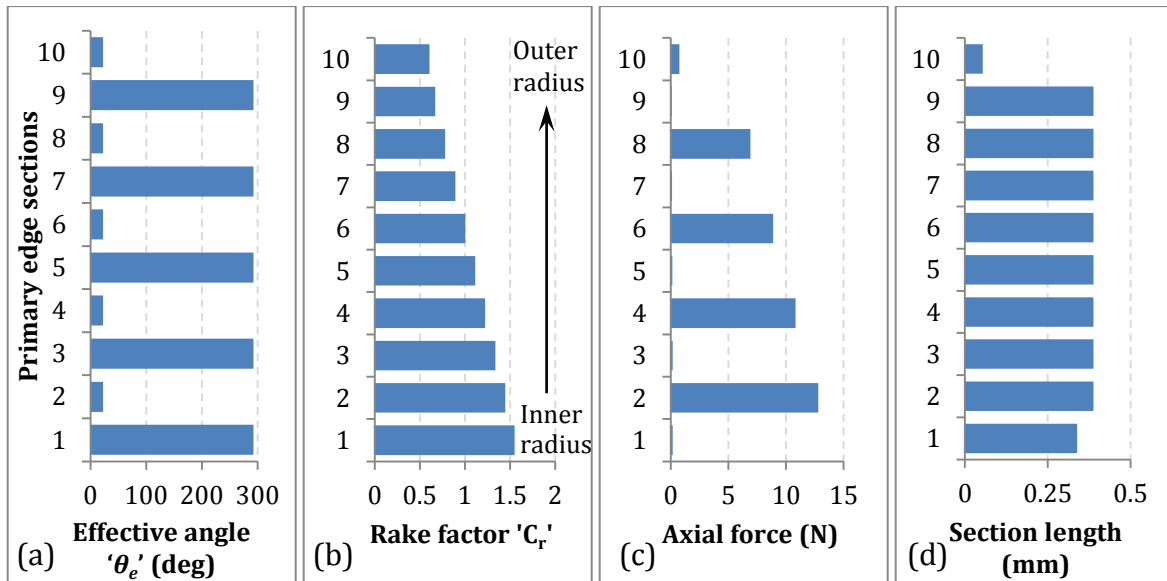 Primary edge sections
10
9
8
7
6
5
4
3
2
1
0 100 200 300
Effective angle
‘θe’ (deg)
(a)
10
9
8
7
6
5
4
3
2
1
Outer
radius
Inner
radius
0 0.5 1 1.5 2
Rake factor 'Cr'
(b)
10
9
8
7
6
5
4
3
2
1
0 5 10 15
Axial force (N)
(c)
10
9
8
7
6
5
4
3
2
1
0 0.25 0.5
Section length
(mm)
(d)